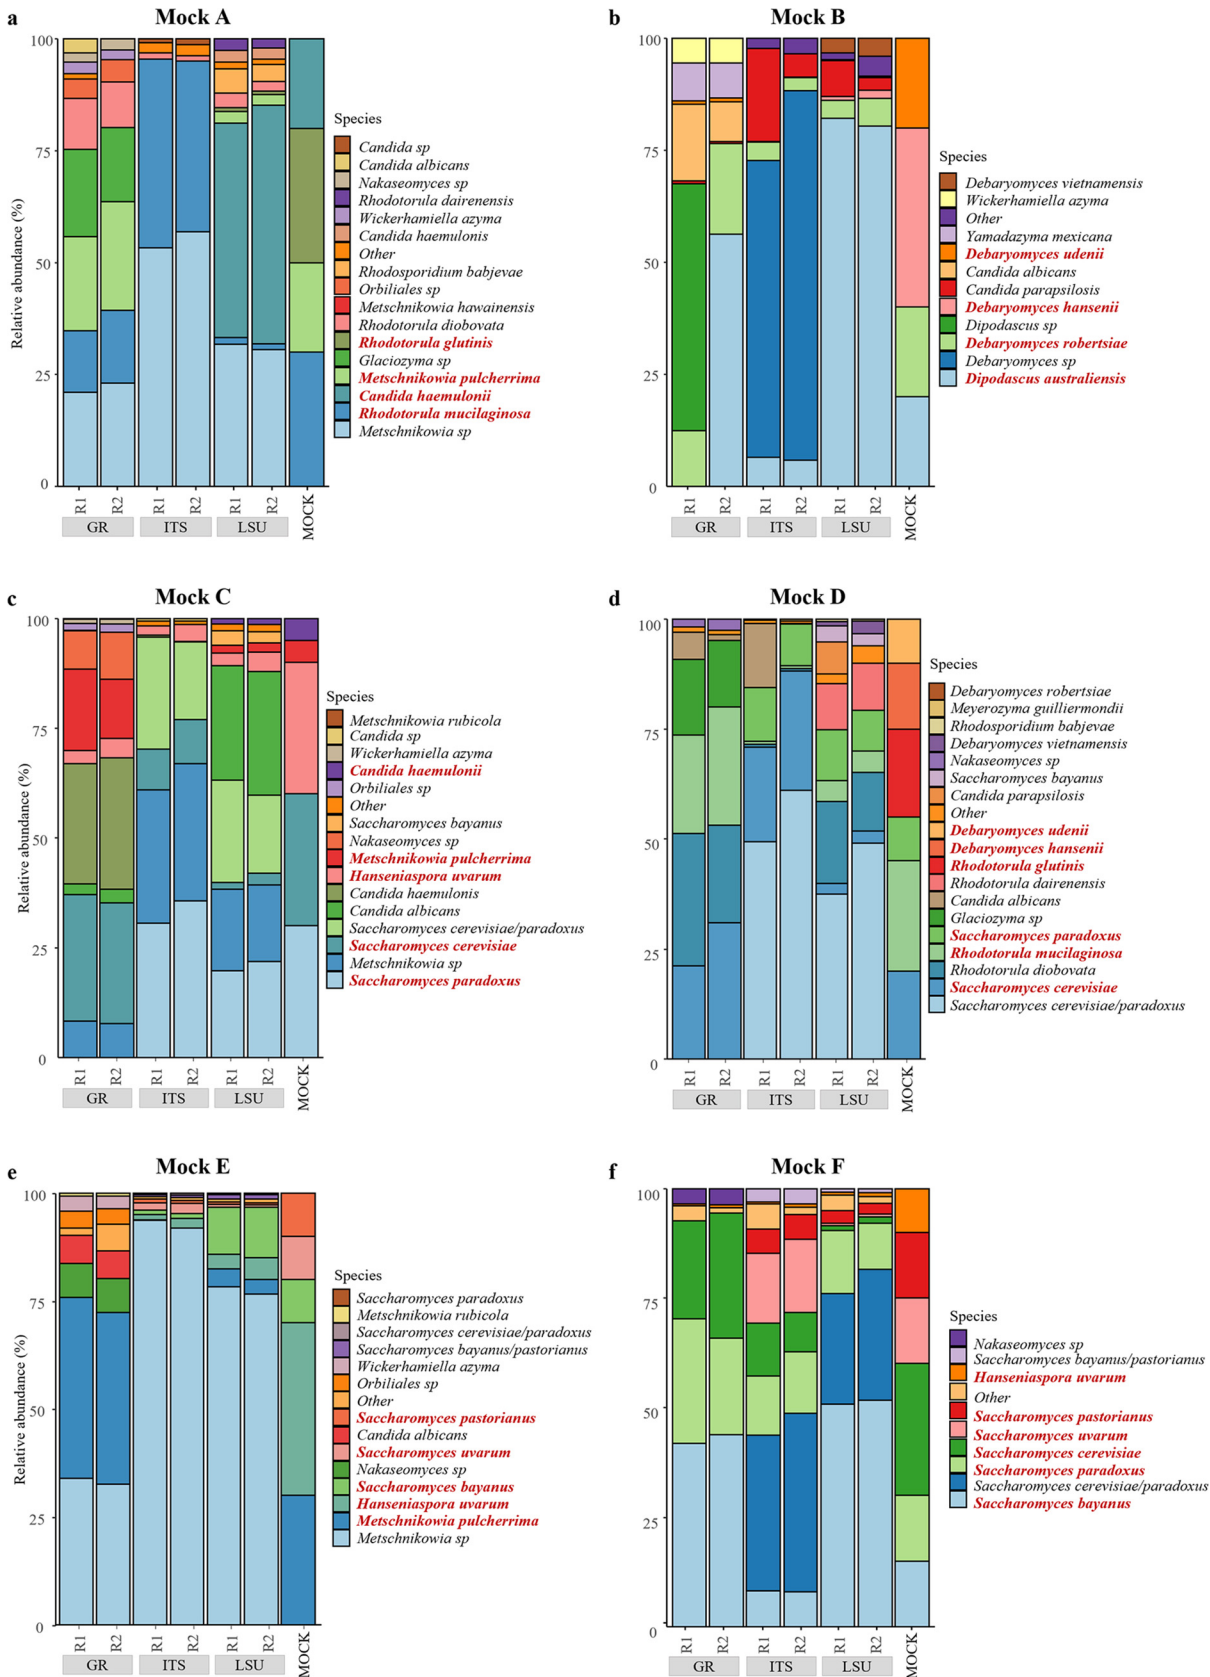 a
Mock A
100
75
50
25
0
Relative abundance (%)
R1
R2
R1
R2
R1
R2
MOCK
GR
ITS
LSU
Species
Candida sp
Candida albicans
Nakaseomyces sp
Rhodotorula dairenensis
Wickerhamiella azyma
Candida haemulonis
Other
Rhodosporidium babjevae
Orbiliales sp
Metschnikowia hawainensis
Rhodotorula diobovata
Rhodotorula glutinis
Glaciozyma sp
Metschnikowia pulcherrima
Candida haemulonii
Rhodotorula mucilaginosa
Metschnikowia sp
b
Mock B
100
75
50
25
0
R1
R2
R1
R2
R1
R2
MOCK
GR
ITS
LSU
Species
Debaryomyces vietnamensis
Wickerhamiella azyma
Other
Yamadazyma mexicana
Debaryomyces udenii
Candida albicans
Candida parapsilosis
Debaryomyces hansenii
Dipodascus sp
Debaryomyces robertsiae
Debaryomyces sp
Dipodascus australiensis
c
Mock C
100
75
50
25
0
Relative abundance (%)
R1
R2
R1
R2
R1
R2
MOCK
GR
ITS
LSU
Species
Metschnikowia rubicola
Candida sp
Wickerhamiella azyma
Candida haemulonii
Orbiliales sp
Other
Saccharomyces bayanus
Nakaseomyces sp
Metschnikowia pulcherrima
Hanseniaspora uvarum
Candida haemulonis
Candida albicans
Saccharomyces cerevisiae/paradoxus
Saccharomyces cerevisiae
Metschnikowia sp
Saccharomyces paradoxus
d
Mock D
100
75
50
25
0
R1
R2
R1
R2
R1
R2
MOCK
GR
ITS
LSU
Species
Debaryomyces robertsiae
Meyerozyma guilliermondii
Rhodosporidium babjevae
Debaryomyces vietnamensis
Nakaseomyces sp
Saccharomyces bayanus
Candida parapsilosis
Other
Debaryomyces udenii
Debaryomyces hansenii
Rhodotorula glutinis
Rhodotorula dairenensis
Candida albicans
Glaciozyma sp
Saccharomyces paradoxus
Rhodotorula mucilaginosa
Rhodotorula diobovata
Saccharomyces cerevisiae
Saccharomyces cerevisiae/paradoxus
e
Mock E
100
75
50
25
0
Relative abundance (%)
R1
R2
R1
R2
R1
R2
MOCK
GR
ITS
LSU
Species
Saccharomyces paradoxus
Metschnikowia rubicola
Saccharomyces cerevisiae/paradoxus
Saccharomyces bayanus/pastorianus
Wickerhamiella azyma
Orbiliales sp
Other
Saccharomyces pastorianus
Candida albicans
Saccharomyces uvarum
Nakaseomyces sp
Saccharomyces bayanus
Hanseniaspora uvarum
Metschnikowia pulcherrima
Metschnikowia sp
f
Mock F
100
75
50
25
0
R1
R2
R1
R2
R1
R2
MOCK
GR
ITS
LSU
Species
Nakaseomyces sp
Saccharomyces bayanus/pastorianus
Hanseniaspora uvarum
Other
Saccharomyces pastorianus
Saccharomyces uvarum
Saccharomyces cerevisiae
Saccharomyces paradoxus
Saccharomyces cerevisiae/paradoxus
Saccharomyces bayanus